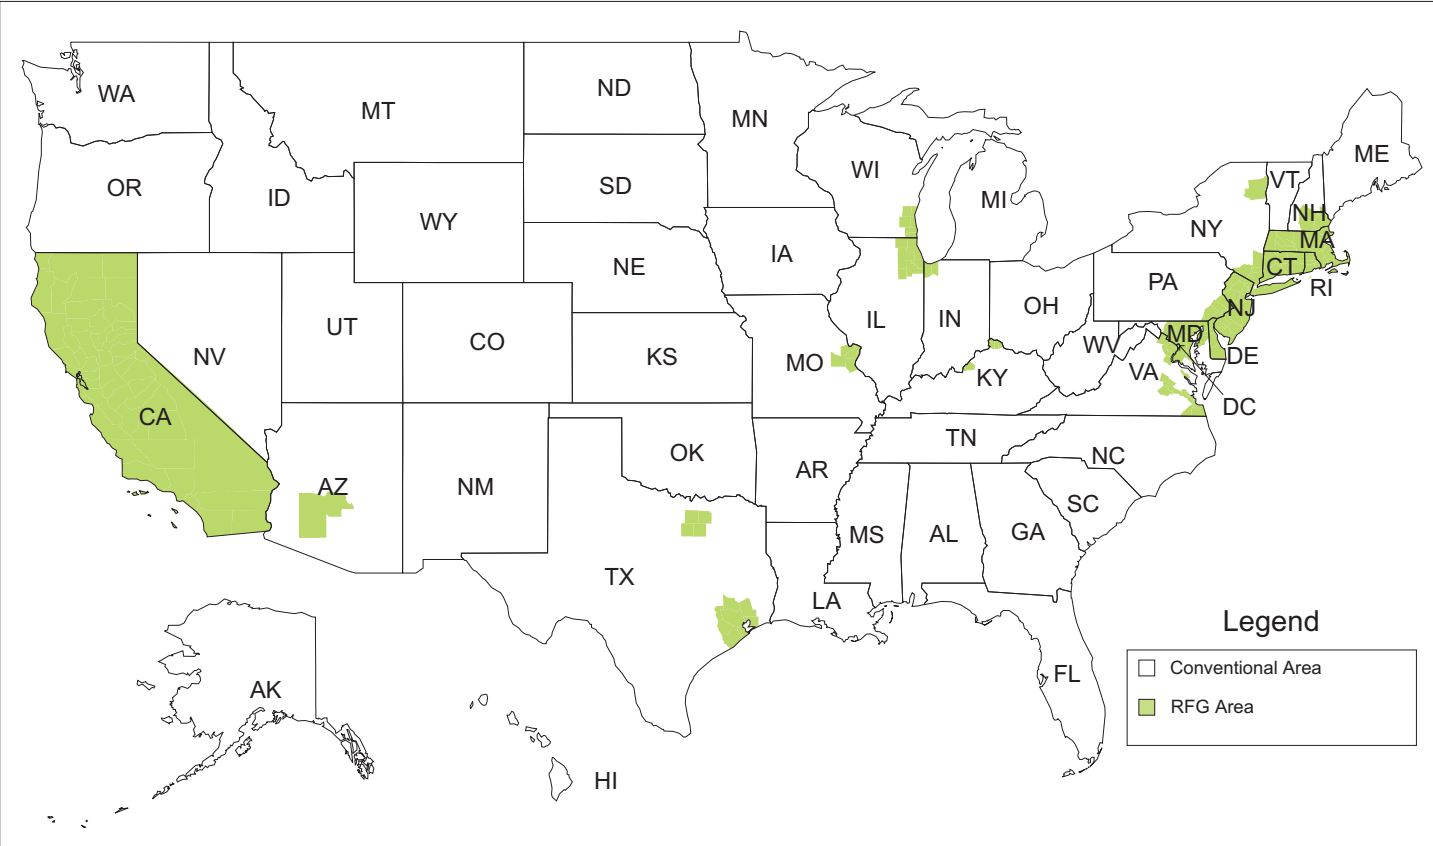 WA
MT
ND
MN
OR
ID
WY
SD
WI
MI
NY
VT
NH
ME
MA
CT
RI
NV
UT
CO
NE
IA
IL
IN
OH
PA
NJ
CA
KS
MO
KY
WV
MD
DE
VA
DC
AZ
NM
OK
AR
TN
NC
SC
TX
LA
MS
AL
GA
FL
AK
HI
Legend
Conventional Area
RFG Area